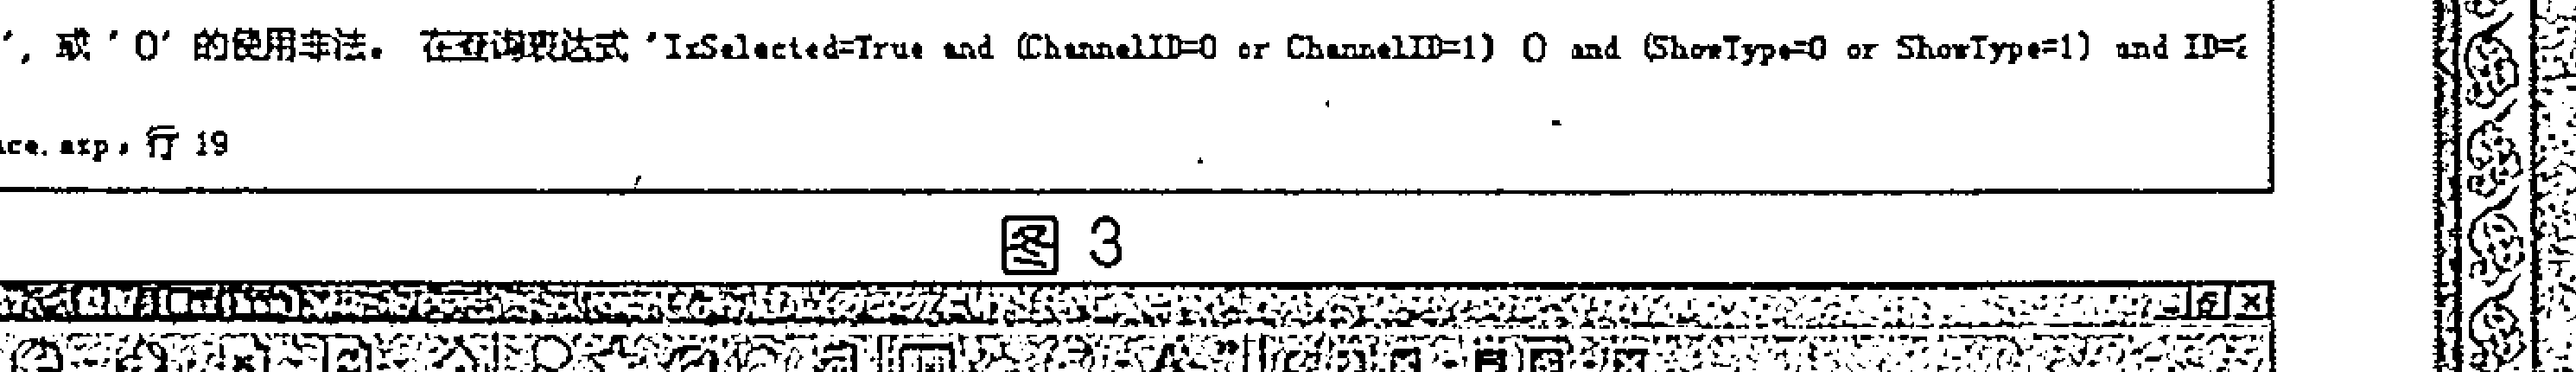 ', 或 '()' 的使用非法。 在查询表达式 'IsSelected=True and (ChannelID=0 or ChannelID=1) () and (ShowType=0 or ShowType=1) and ID=
ce.asp，行 19
图 3